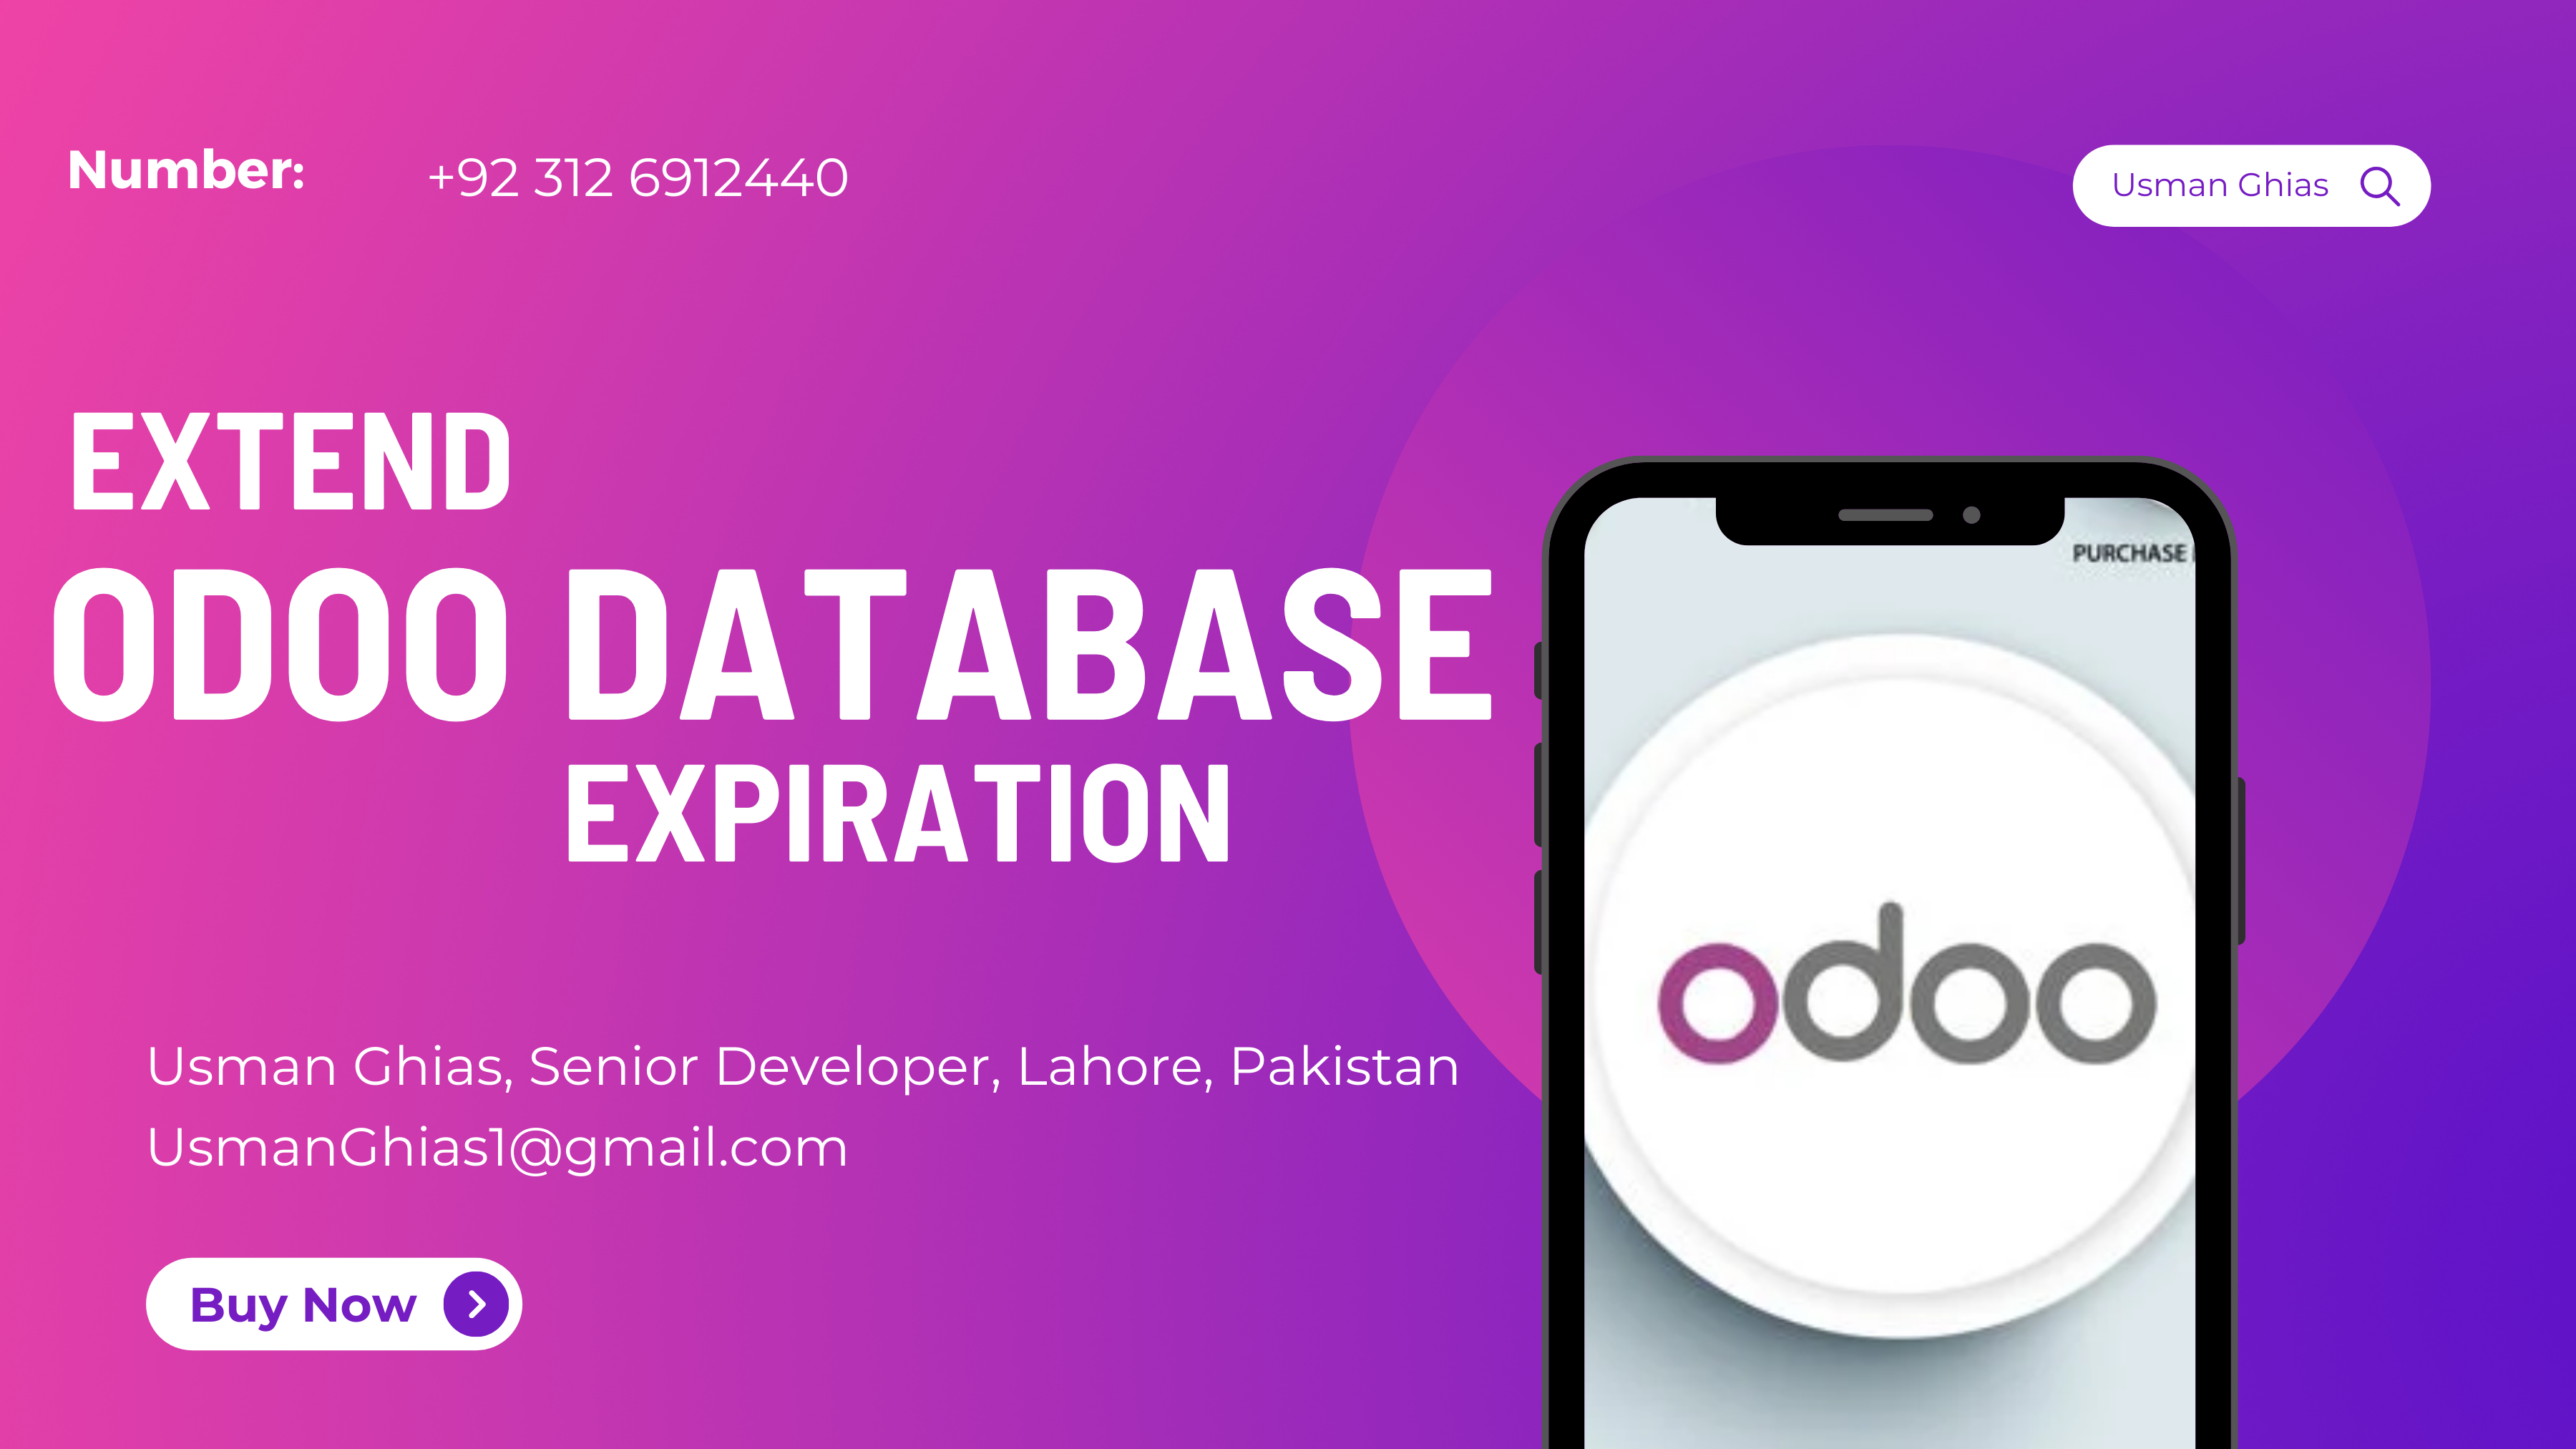 Number: +92 312 6912440
Usman Ghias
EXTEND
ODOO DATABASE
EXPIRATION
PURCHASE
odoo
Usman Ghias, Senior Developer, Lahore, Pakistan
UsmanGhias1@gmail.com
Buy Now